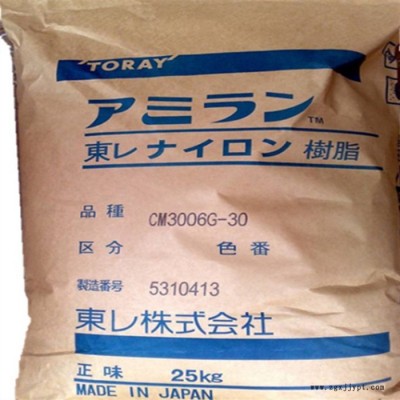 TORAY
アミラン™
東レ ナイロン 樹脂
品種 CM3006G-30
区分 色番
製造番号 5310413
東レ株式会社
正味 25kg
MADE IN JAPAN